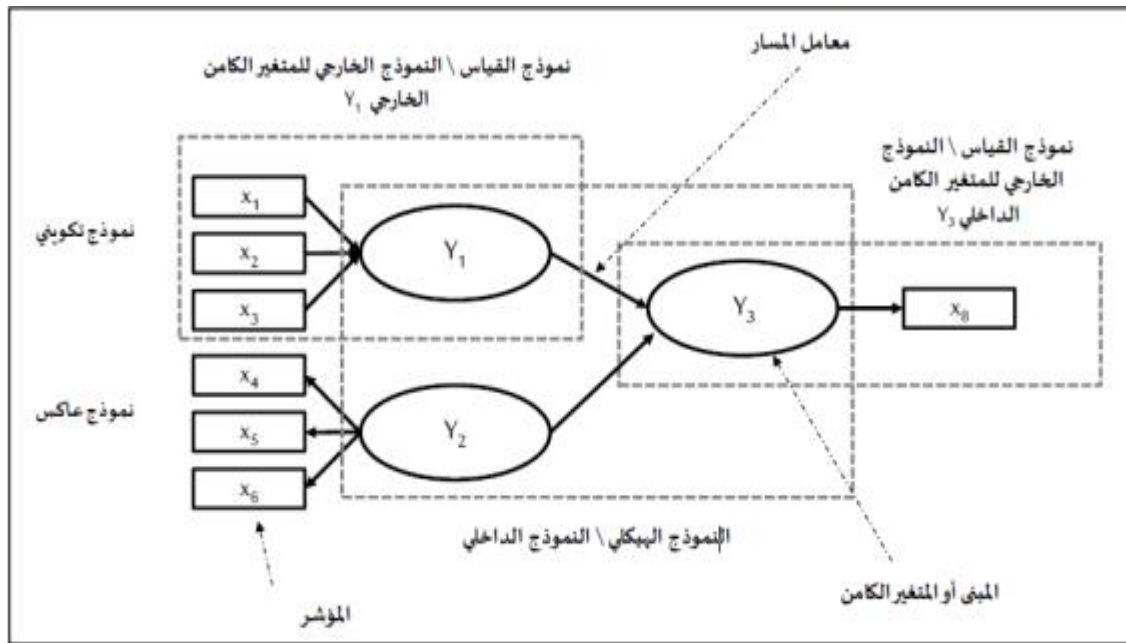 معامل المسار
نموذج القياس \ النموذج الخارجي للمتغير الكامن
الخارجي Y₁
نموذج القياس \ النموذج
الخارجي للمتغير الكامن
الداخلي Y₃
نموذج تكويني
x₁
x₂
x₃
Y₁
Y₃
x₈
نموذج عاكس
x₄
x₅
x₆
Y₂
النموذج الهيكلي \ النموذج الداخلي
المبنى أو المتغير الكامن
المؤشر